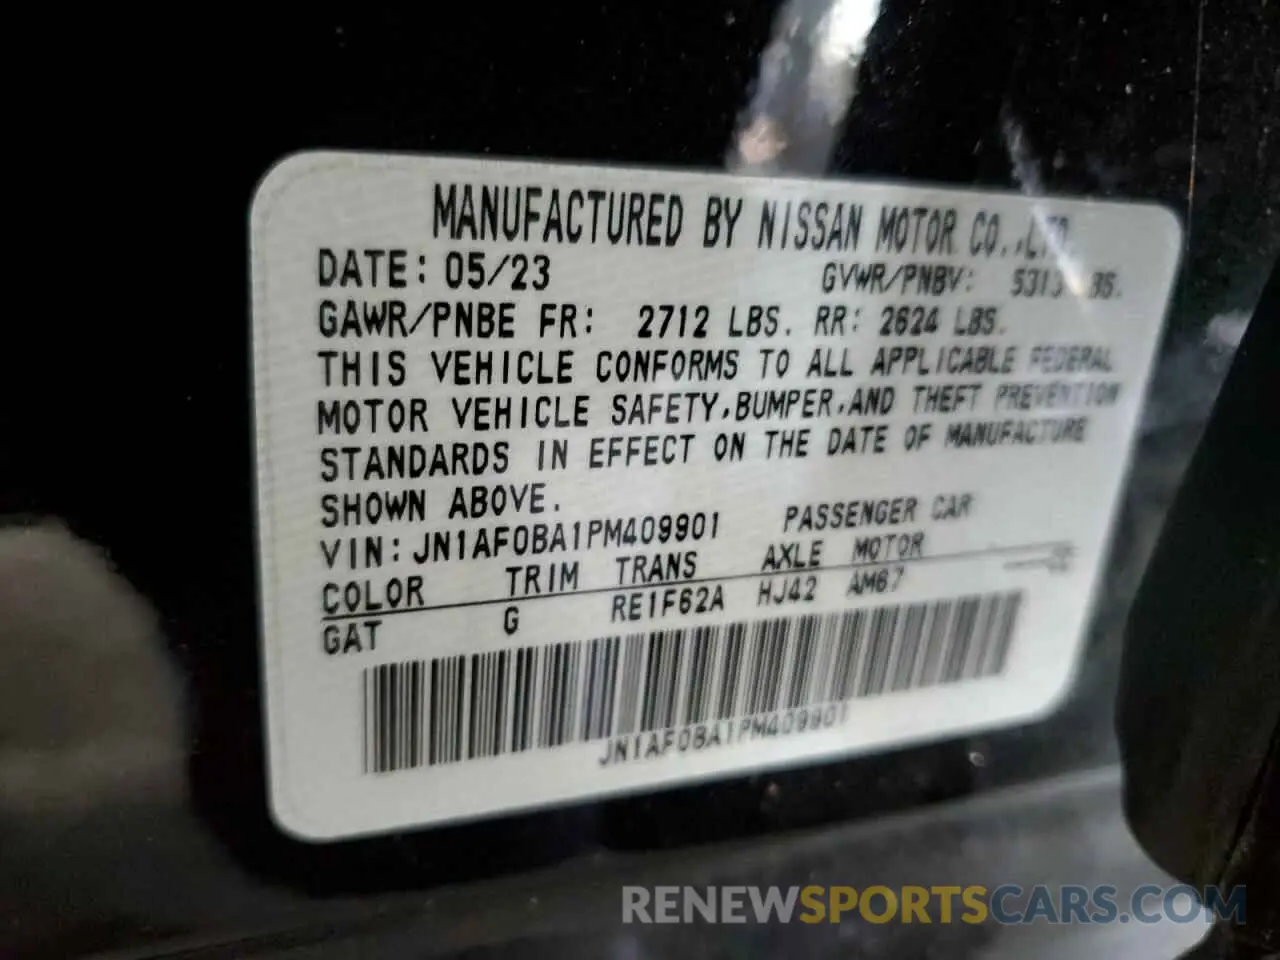 MANUFACTURED BY NISSAN MOTOR CO.,LTD.
DATE: 05/23 GVWR/PNBV: 5313 LBS.
GAWR/PNBE FR: 2712 LBS. RR: 2624 LBS.
THIS VEHICLE CONFORMS TO ALL APPLICABLE FEDERAL
MOTOR VEHICLE SAFETY,BUMPER,AND THEFT PREVENTION
STANDARDS IN EFFECT ON THE DATE OF MANUFACTURE
SHOWN ABOVE.
VIN: JN1AF0BA1PM409901 PASSENGER CAR
COLOR TRIM TRANS AXLE MOTOR
GAT G RE1F62A HJ42 AM67
JN1AF0BA1PM409901
RENEWSPORTSCARS.COM